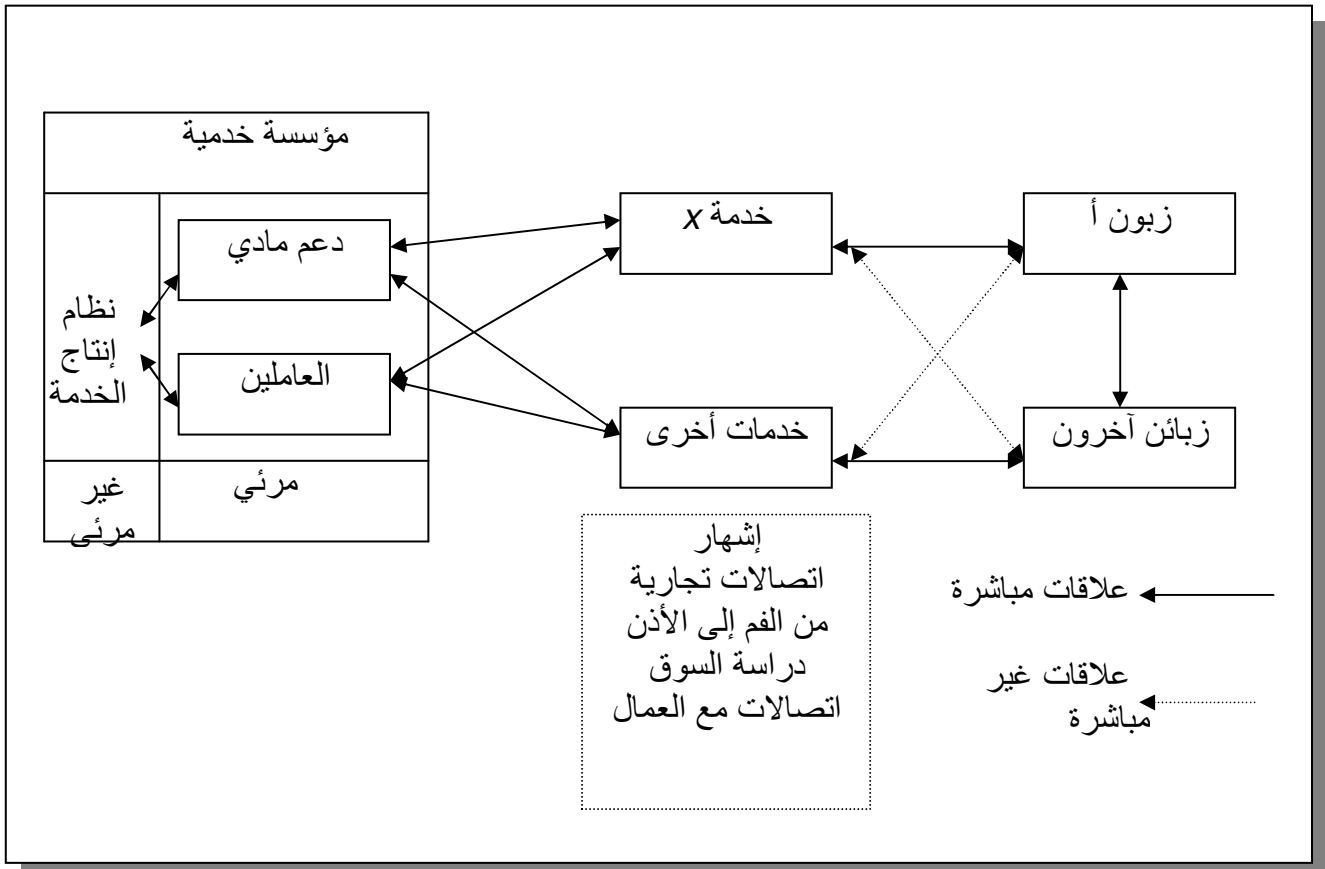 مؤسسة خدمية
دعم مادي
العاملين
نظام
إنتاج
الخدمة
مرئي
غير
مرئي
خدمة x
خدمات أخرى
زبون أ
زبائن آخرون
إشهار
اتصالات تجارية
من الفم إلى الأذن
دراسة السوق
اتصالات مع العمال
علاقات مباشرة
علاقات غير
مباشرة